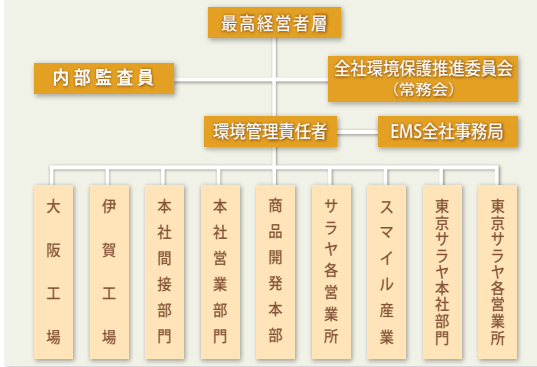 最高経営者層
内部監査員
全社環境保護推進委員会
（常務会）
環境管理責任者
EMS全社事務局
大阪工場
伊賀工場
本社間接部門
本社営業部門
商品開発本部
サラヤ各営業所
スマイル産業
東京サラヤ本社部門
東京サラヤ各営業所